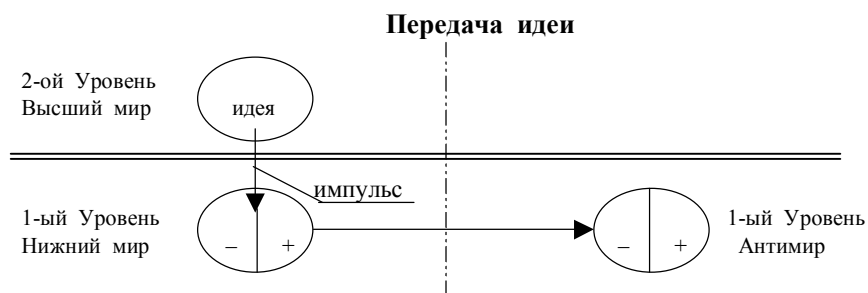 Передача идеи
2-ой Уровень
Высший мир
идея
импульс
1-ый Уровень
Нижний мир
– +
– +
1-ый Уровень
Антимир